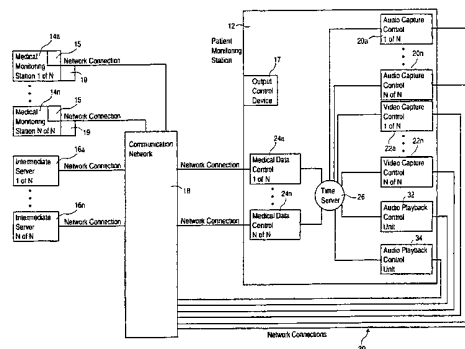 14a
15
Medical
Monitoring
Station 1 of N
Network Connection
19
14n
15
Medical
Monitoring
Station N of N
Network Connection
19
16a
Intermediate
Server
1 of N
Network Connection
16n
Intermediate
Server
N of N
Network Connection
Communication
Network
18
Network Connection
Network Connection
12
Patient
Monitoring
Station
17
Output
Control
Device
24a
Medical Data
Control
1 of N
24n
Medical Data
Control
N of N
Time
Server
26
Audio Capture
Control
1 of N
20a
20n
Audio Capture
Control
N of N
Video Capture
Control
1 of N
22a
22n
Video Capture
Control
N of N
32
Audio Playback
Control
Unit
34
Audio Playback
Control
Unit
Network Connections